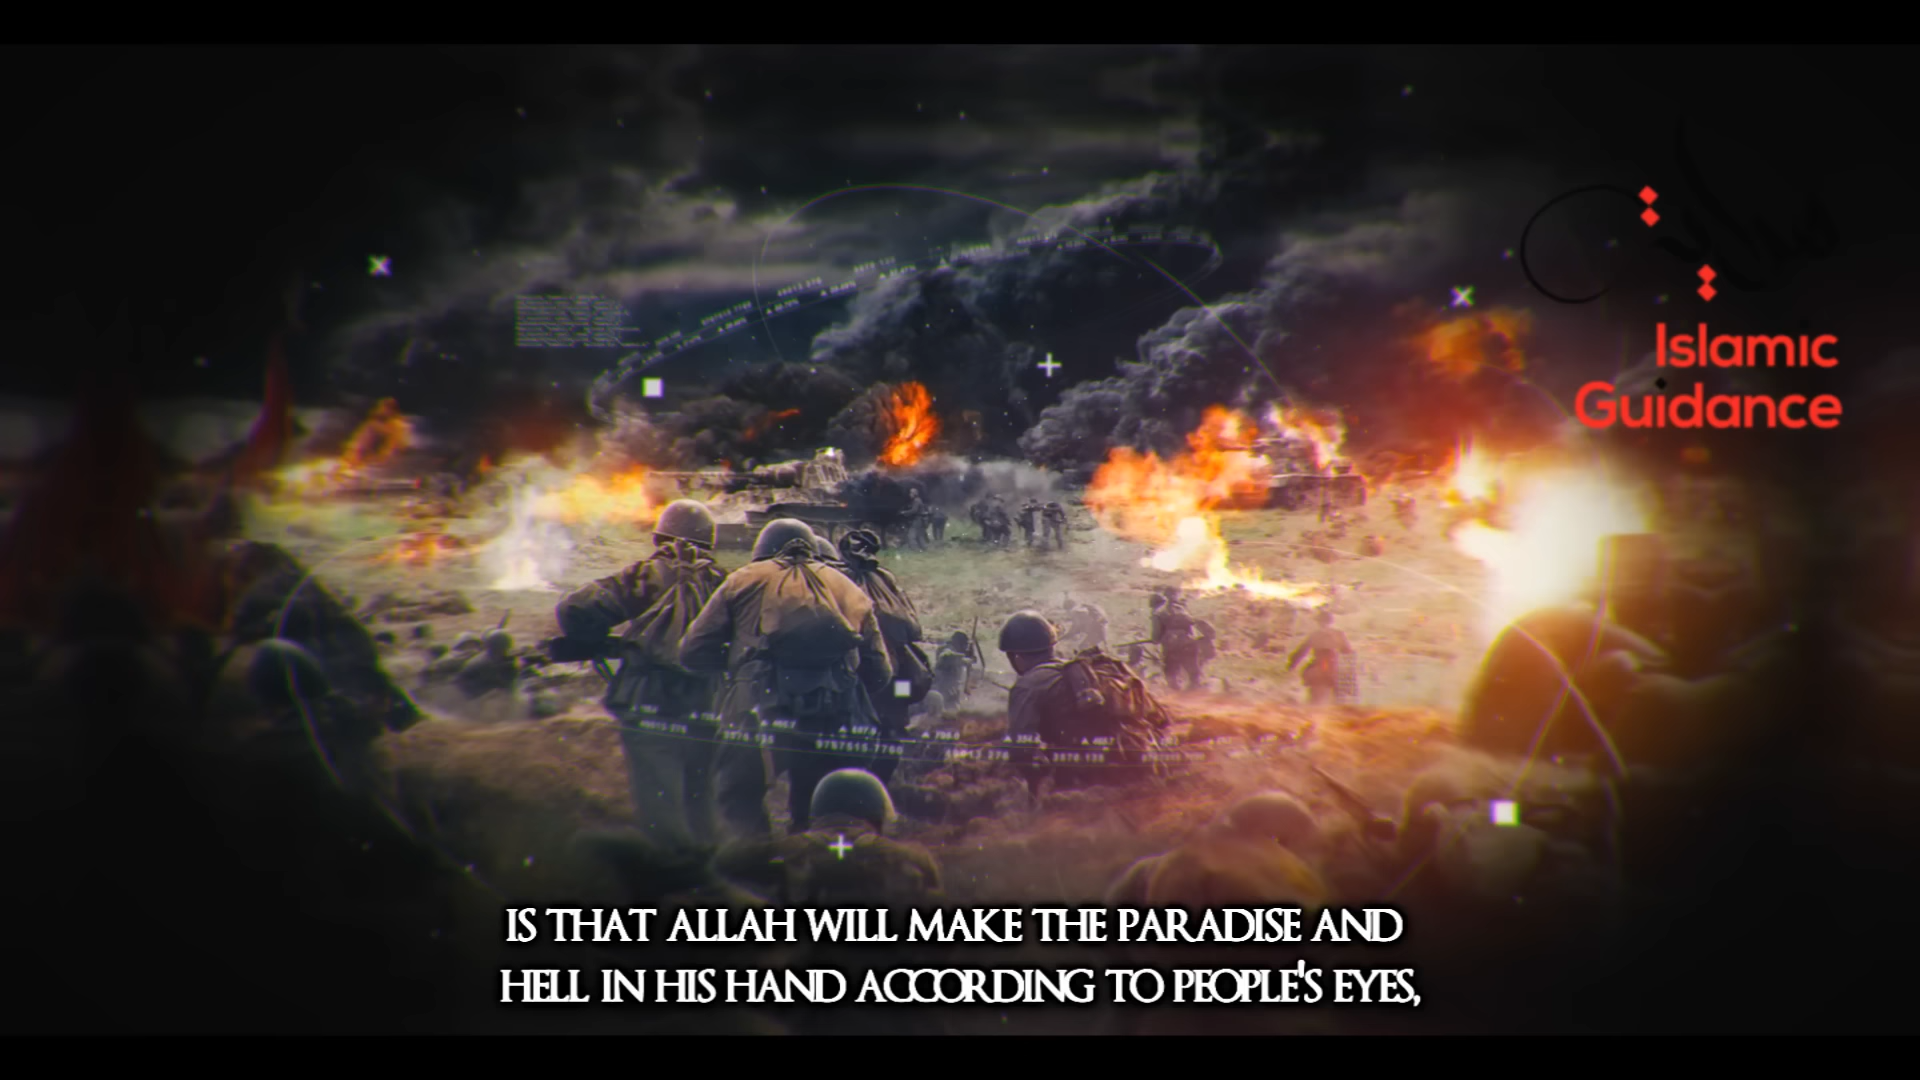 Islamic
Guidance
IS THAT ALLAH WILL MAKE THE PARADISE AND
HELL IN HIS HAND ACCORDING TO PEOPLE'S EYES,